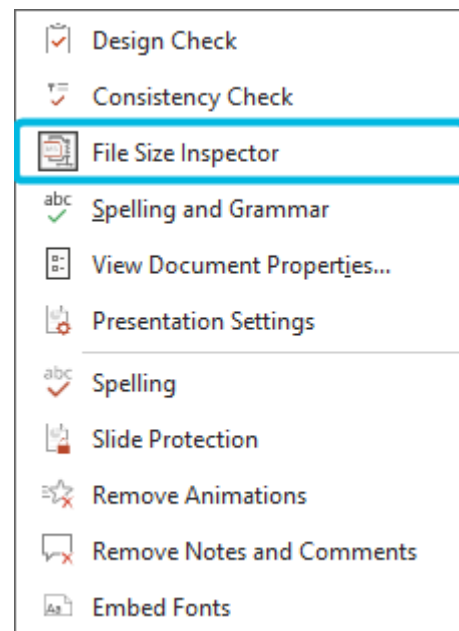 Design Check
Consistency Check
File Size Inspector
abc
Spelling and Grammar
View Document Properties...
Presentation Settings
abc
Spelling
Slide Protection
Remove Animations
Remove Notes and Comments
Aa
Embed Fonts